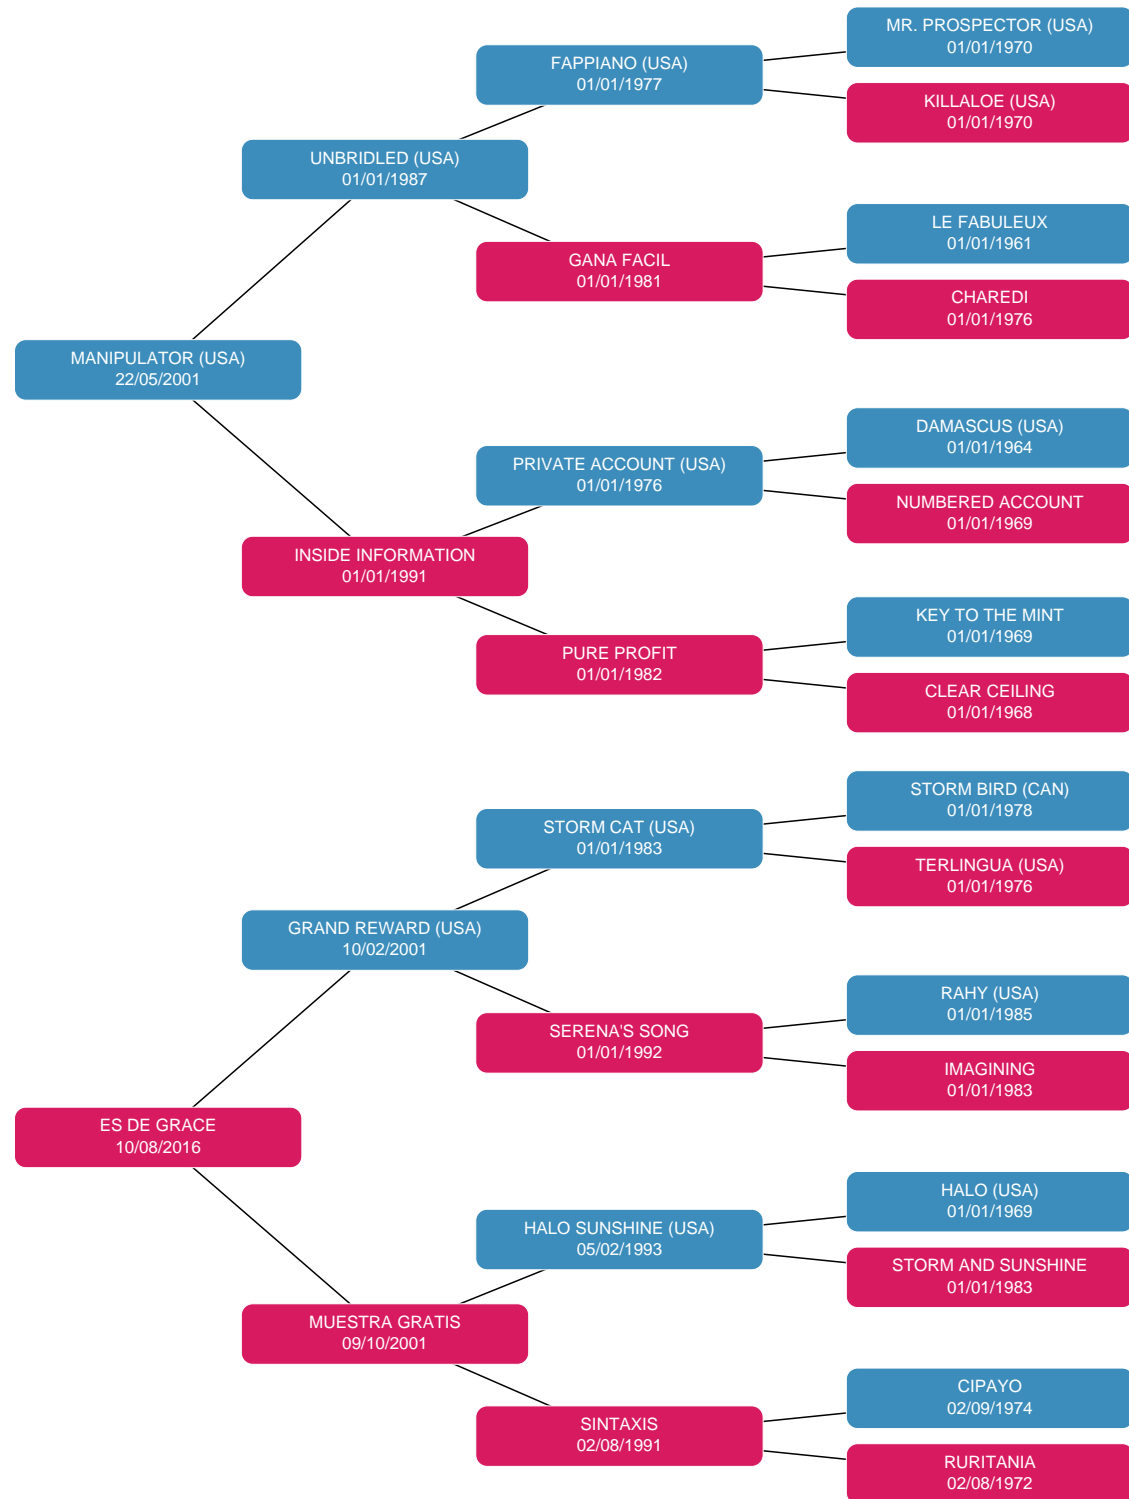 MR. PROSPECTOR (USA)
01/01/1970
FAPPIANO (USA)
01/01/1977
KILLALOE (USA)
01/01/1970
UNBRIDLED (USA)
01/01/1987
LE FABULEUX
01/01/1961
GANA FACIL
01/01/1981
CHAREDI
01/01/1976
MANIPULATOR (USA)
22/05/2001
DAMASCUS (USA)
01/01/1964
PRIVATE ACCOUNT (USA)
01/01/1976
NUMBERED ACCOUNT
01/01/1969
INSIDE INFORMATION
01/01/1991
KEY TO THE MINT
01/01/1969
PURE PROFIT
01/01/1982
CLEAR CEILING
01/01/1968
STORM BIRD (CAN)
01/01/1978
STORM CAT (USA)
01/01/1983
TERLINGUA (USA)
01/01/1976
GRAND REWARD (USA)
10/02/2001
RAHY (USA)
01/01/1985
SERENA'S SONG
01/01/1992
IMAGINING
01/01/1983
ES DE GRACE
10/08/2016
HALO (USA)
01/01/1969
HALO SUNSHINE (USA)
05/02/1993
STORM AND SUNSHINE
01/01/1983
MUESTRA GRATIS
09/10/2001
CIPAYO
02/09/1974
SINTAXIS
02/08/1991
RURITANIA
02/08/1972